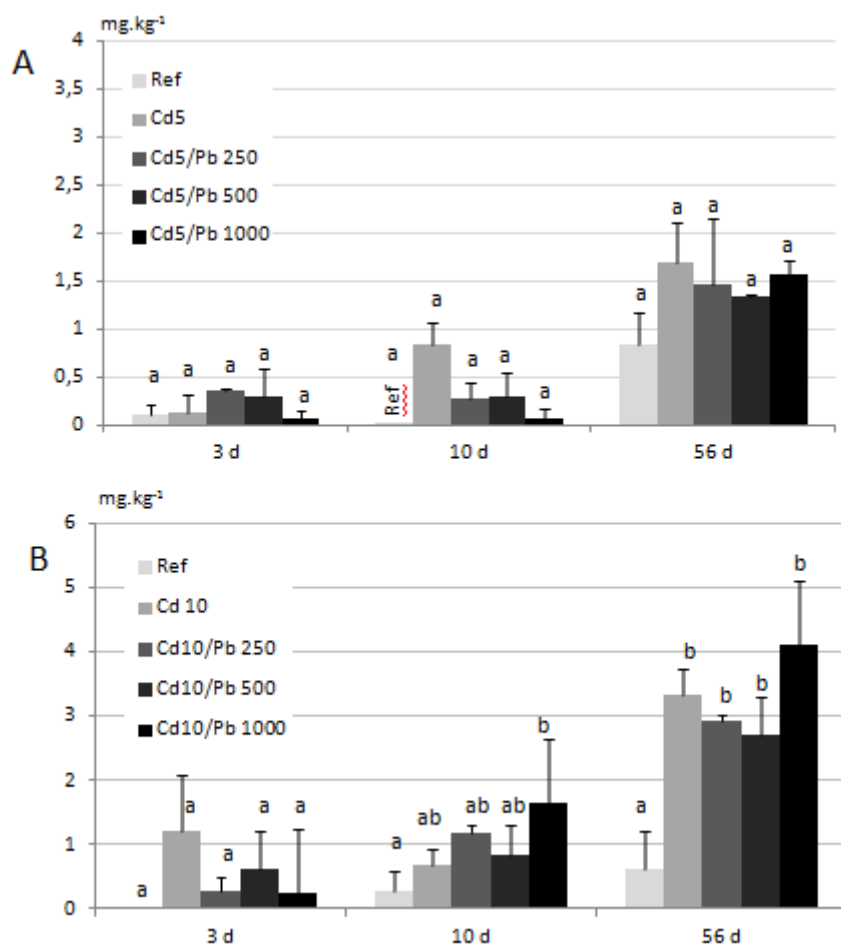 mg.kg⁻¹
A
4
3,5
3
2,5
2
1,5
1
0,5
0
Ref
Cd5
Cd5/Pb 250
Cd5/Pb 500
Cd5/Pb 1000
a a a a a
a a a a a
a a a a a
Ref
3 d 10 d 56 d
mg.kg⁻¹
B
6
5
4
3
2
1
0
Ref
Cd 10
Cd10/Pb 250
Cd10/Pb 500
Cd10/Pb 1000
a a a a a
a ab ab ab b
a b b b b
3 d 10 d 56 d